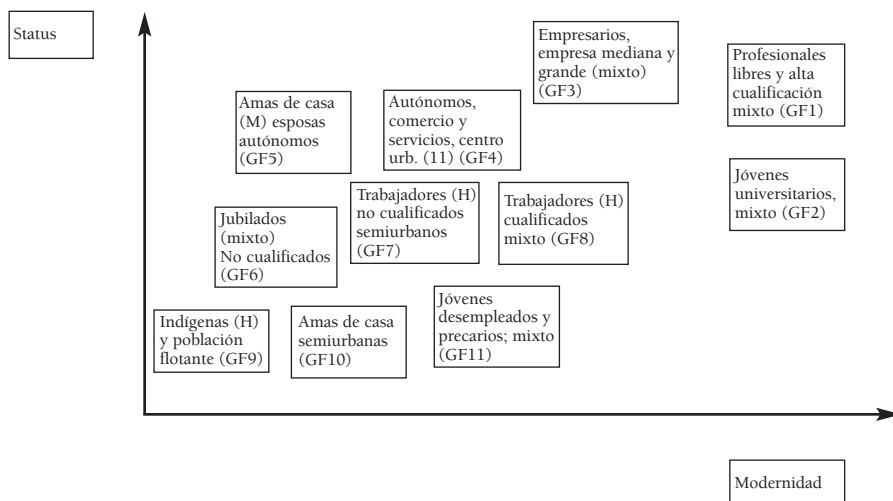 Status
Empresarios,
empresa mediana y
grande (mixto)
(GF3)
Profesionales
libres y alta
cualificación
mixto (GF1)
Amas de casa
(M) esposas
autónomos
(GF5)
Autónomos,
comercio y
servicios, centro
urb. (11) (GF4)
Jóvenes
universitarios,
mixto (GF2)
Trabajadores (H)
no cualificados
semiurbanos
(GF7)
Trabajadores (H)
cualificados
mixto (GF8)
Jubilados
(mixto)
No cualificados
(GF6)
Jóvenes
desempleados y
precarios; mixto
(GF11)
Indígenas (H)
y población
flotante (GF9)
Amas de casa
semiurbanas
(GF10)
Modernidad